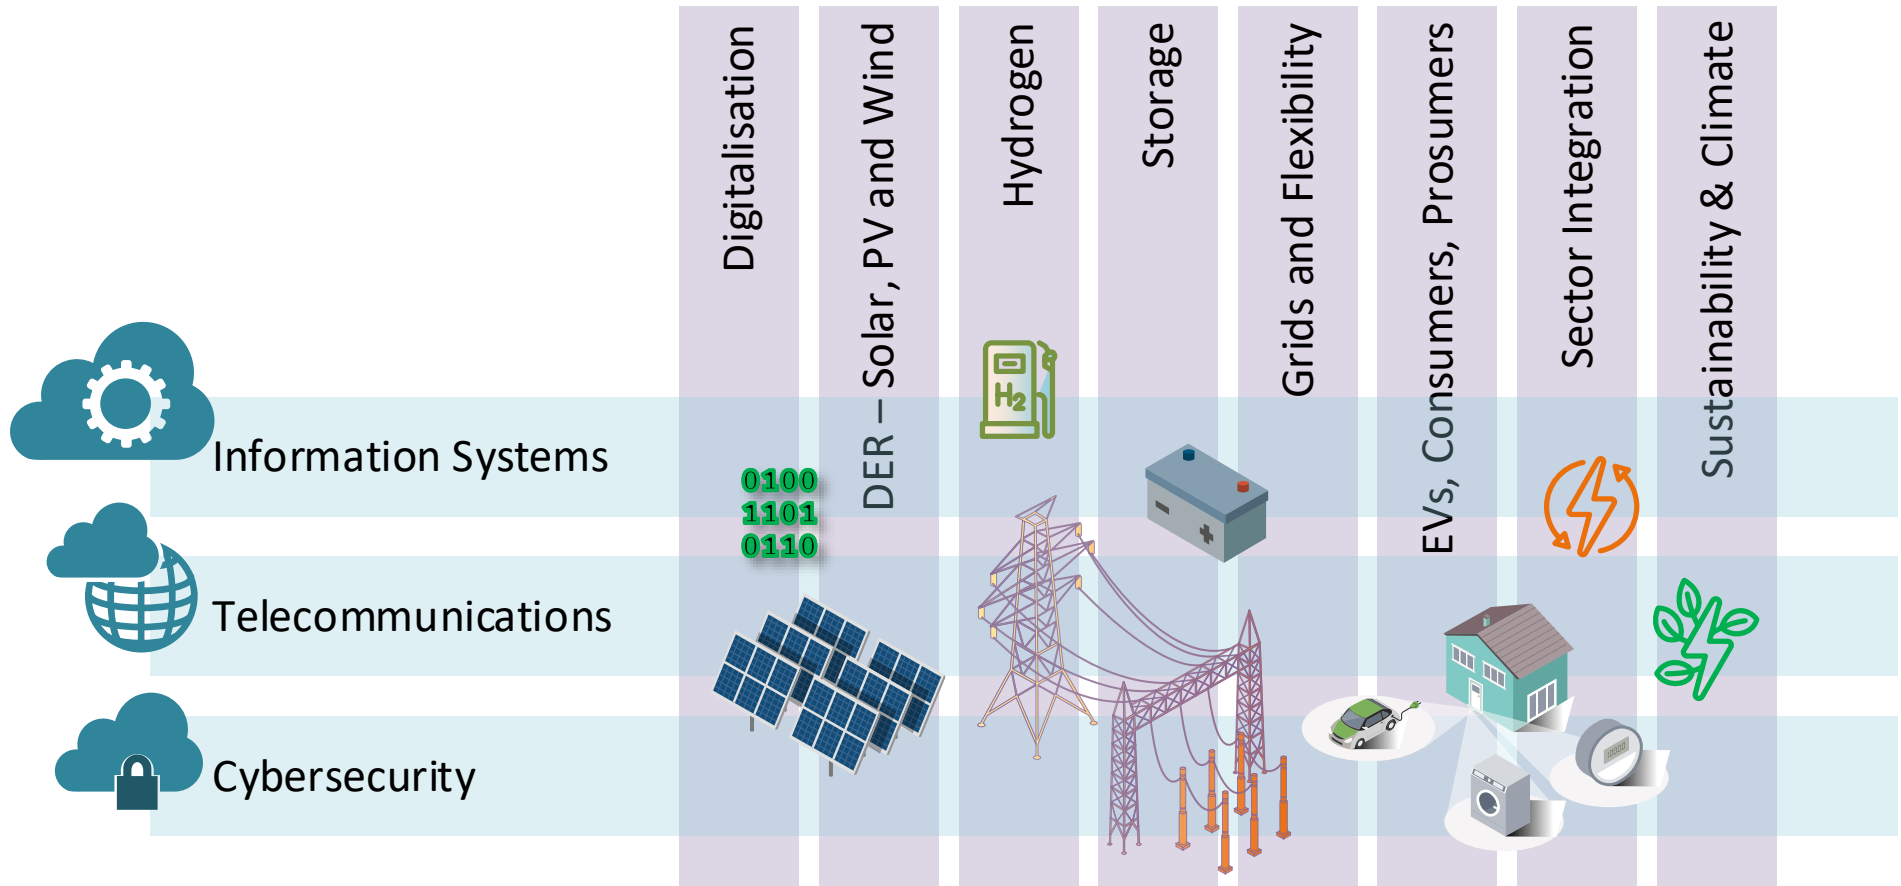 Digitalisation
DER – Solar, PV and Wind
Hydrogen
Storage
Grids and Flexibility
EVs, Consumers, Prosumers
Sector Integration
Sustainability & Climate
Information Systems
Telecommunications
Cybersecurity
H2
0100
1101
0110